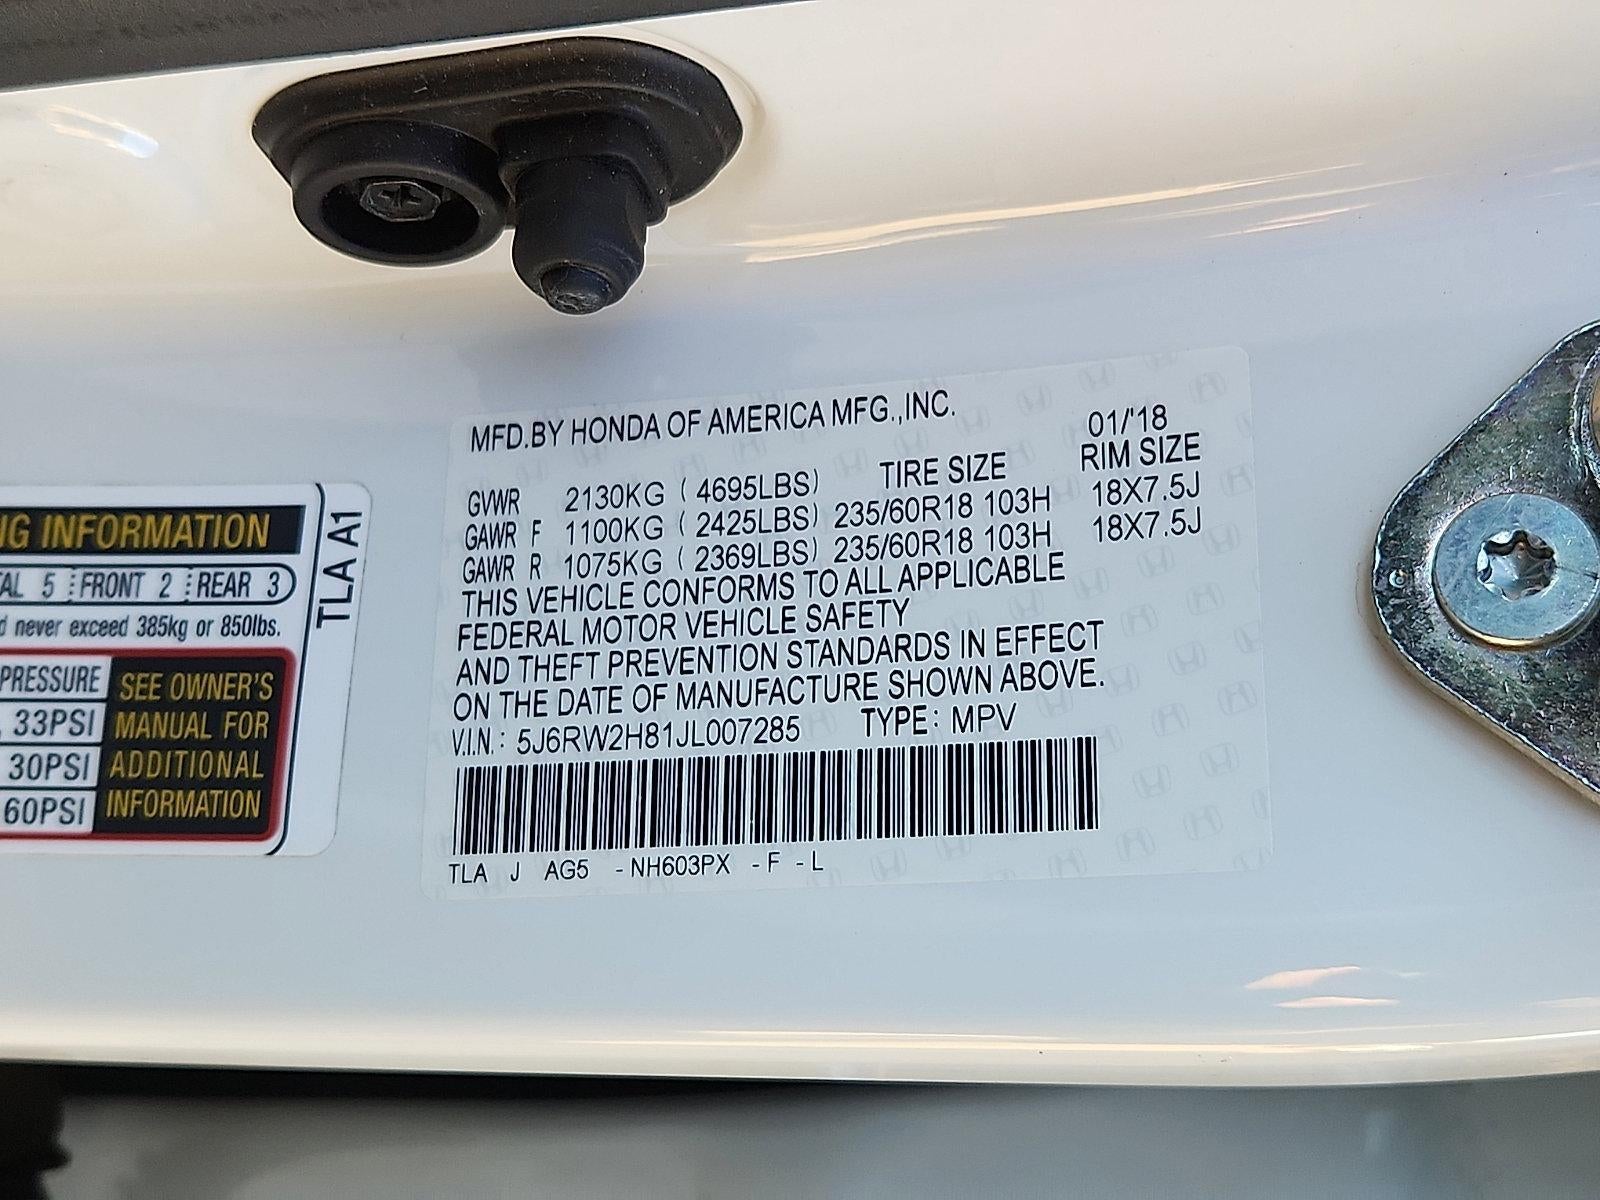 MFD.BY HONDA OF AMERICA MFG.,INC. 01/'18
TIRE SIZE RIM SIZE
GVWR 2130KG (4695LBS)
GAWR F 1100KG (2425LBS) 235/60R18 103H 18X7.5J
GAWR R 1075KG (2369LBS) 235/60R18 103H 18X7.5J
THIS VEHICLE CONFORMS TO ALL APPLICABLE
FEDERAL MOTOR VEHICLE SAFETY
AND THEFT PREVENTION STANDARDS IN EFFECT
ON THE DATE OF MANUFACTURE SHOWN ABOVE.
V.I.N.: 5J6RW2H81JL007285 TYPE: MPV
TLA J AG5 -NH603PX -F -L
INFORMATION
5 FRONT 2 REAR 3
never exceed 385kg or 850lbs.
PRESSURE
33PSI
30PSI
60PSI
SEE OWNER'S
MANUAL FOR
ADDITIONAL
INFORMATION
TLA A1